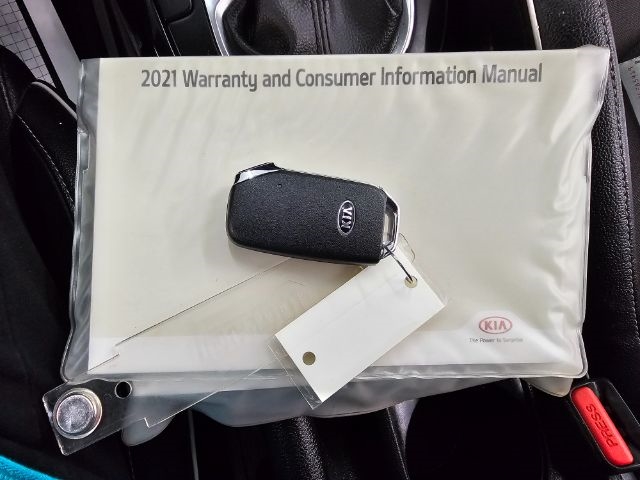 2021 Warranty and Consumer Information Manual
KIA
KIA
The Power to Surprise
PRESS